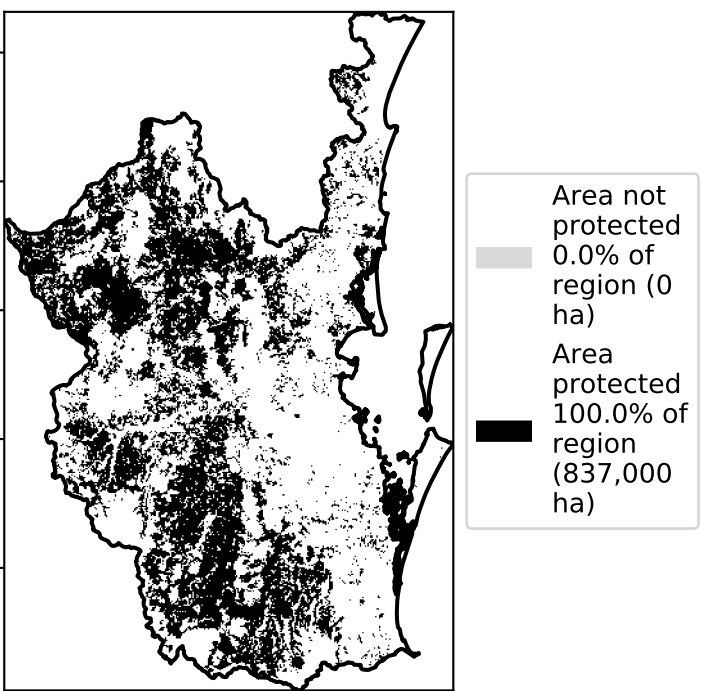 Area not
protected
0.0% of
region (0
ha)
Area
protected
100.0% of
region
(837,000
ha)